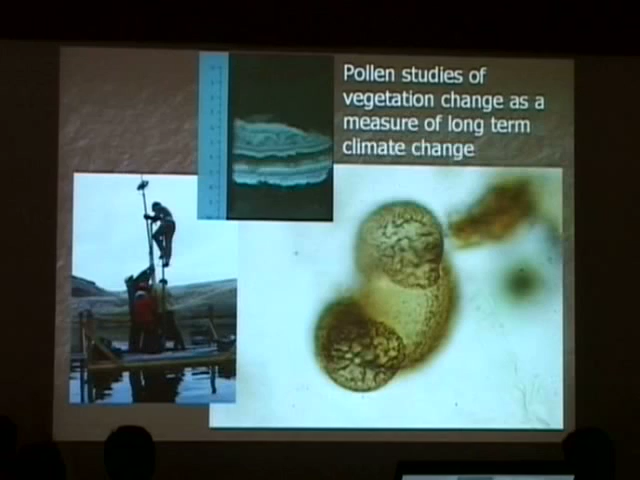 Pollen studies of
vegetation change as a
measure of long term
climate change